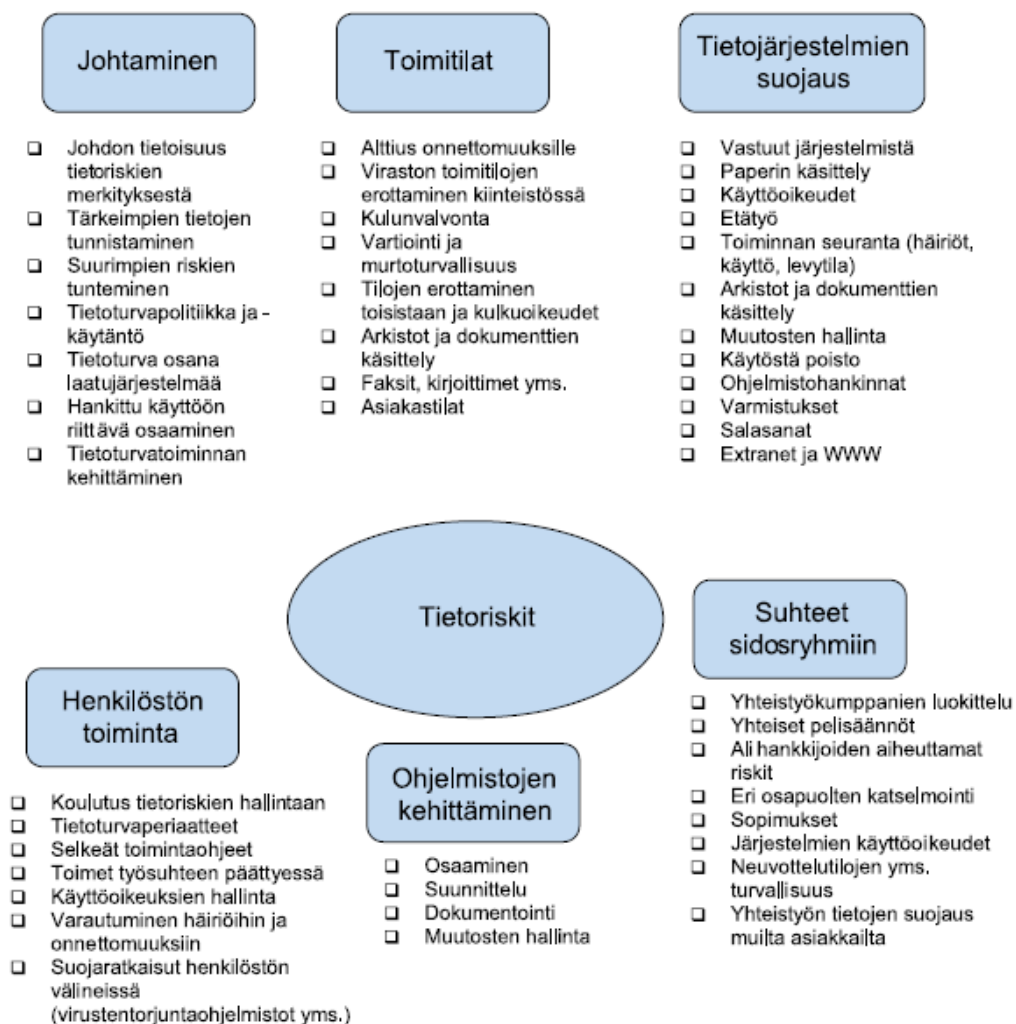 Johtaminen
❑ Johdon tietoisuus
tietoriskien
merkityksestä
❑ Tärkeimpien tietojen
tunnistaminen
❑ Suurimpien riskien
tunteminen
❑ Tietoturvapolitiikka ja -
käytäntö
❑ Tietoturva osana
laatujärjestelmää
❑ Hankittu käyttöön
riittävä osaaminen
❑ Tietoturvatoiminnan
kehittäminen
Toimitilat
❑ Alttius onnettomuuksille
❑ Viraston toimitilojen
erottaminen kiinteistössä
❑ Kulunvalvonta
❑ Vartiointi ja
murtoturvallisuus
❑ Tilojen erottaminen
toisistaan ja kulkuoikeudet
❑ Arkistot ja dokumenttien
käsittely
❑ Faksit, kirjoittimet yms.
❑ Asiakastilat
Tietojärjestelmien
suojaus
❑ Vastuut järjestelmistä
❑ Paperin käsittely
❑ Käyttöoikeudet
❑ Etätyö
❑ Toiminnan seuranta (häiriöt,
käyttö, levytila)
❑ Arkistot ja dokumenttien
käsittely
❑ Muutosten hallinta
❑ Käytöstä poisto
❑ Ohjelmistohankinnat
❑ Varmistukset
❑ Salasanat
❑ Extranet ja WWW
Tietoriskit
Henkilöstön
toiminta
❑ Koulutus tietoriskien hallintaan
❑ Tietoturvaperiaatteet
❑ Selkeät toimintaohjeet
❑ Toimet työsuhteen päättyessä
❑ Käyttöoikeuksien hallinta
❑ Varautuminen häiriöihin ja
onnettomuuksiin
❑ Suojaratkaisut henkilöstön
välineissä
(virustentorjuntaohjelmistot yms.)
Ohjelmistojen
kehittäminen
❑ Osaaminen
❑ Suunnittelu
❑ Dokumentointi
❑ Muutosten hallinta
Suhteet
sidosryhmiin
❑ Yhteistyökumppanien luokittelu
❑ Yhteiset pelisäännöt
❑ Alihankkijoiden aiheuttamat
riskit
❑ Eri osapuolten katselmointi
❑ Sopimukset
❑ Järjestelmien käyttöoikeudet
❑ Neuvottelutilojen yms.
turvallisuus
❑ Yhteistyön tietojen suojaus
muilta asiakkailta